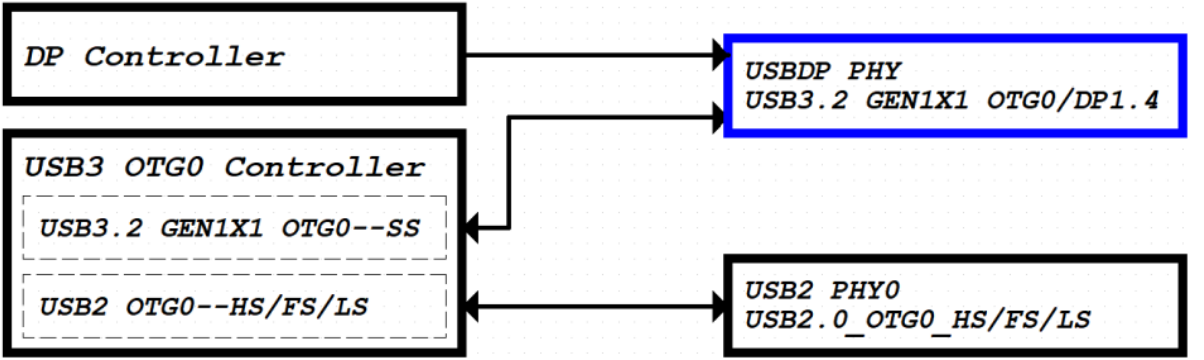 DP Controller
USBDP PHY
USB3.2 GEN1X1 OTG0/DP1.4
USB3 OTG0 Controller
USB3.2 GEN1X1 OTG0--SS
USB2 OTG0--HS/FS/LS
USB2 PHY0
USB2.0_OTG0_HS/FS/LS